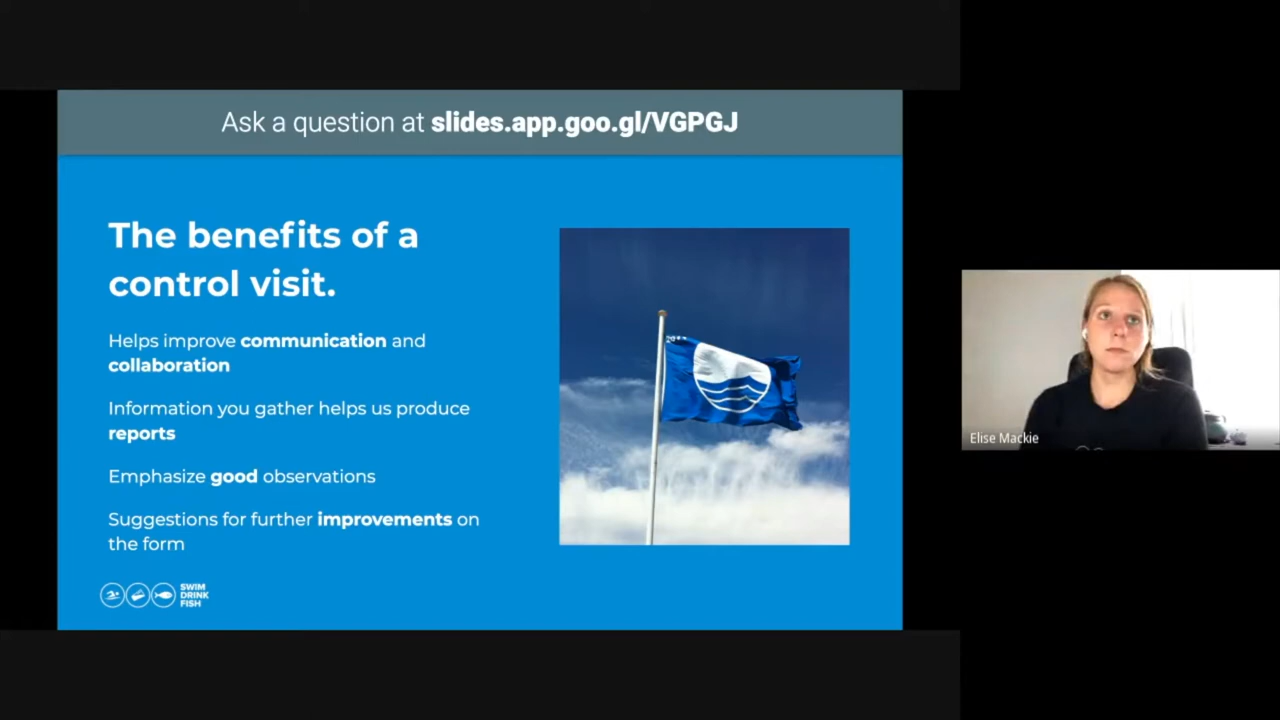 Ask a question at slides.app.goo.gl/VGPGJ
The benefits of a
control visit.
Helps improve communication and
collaboration
Information you gather helps us produce
reports
Emphasize good observations
Suggestions for further improvements on
the form
SWIM
DRINK
FISH
Elise Mackie